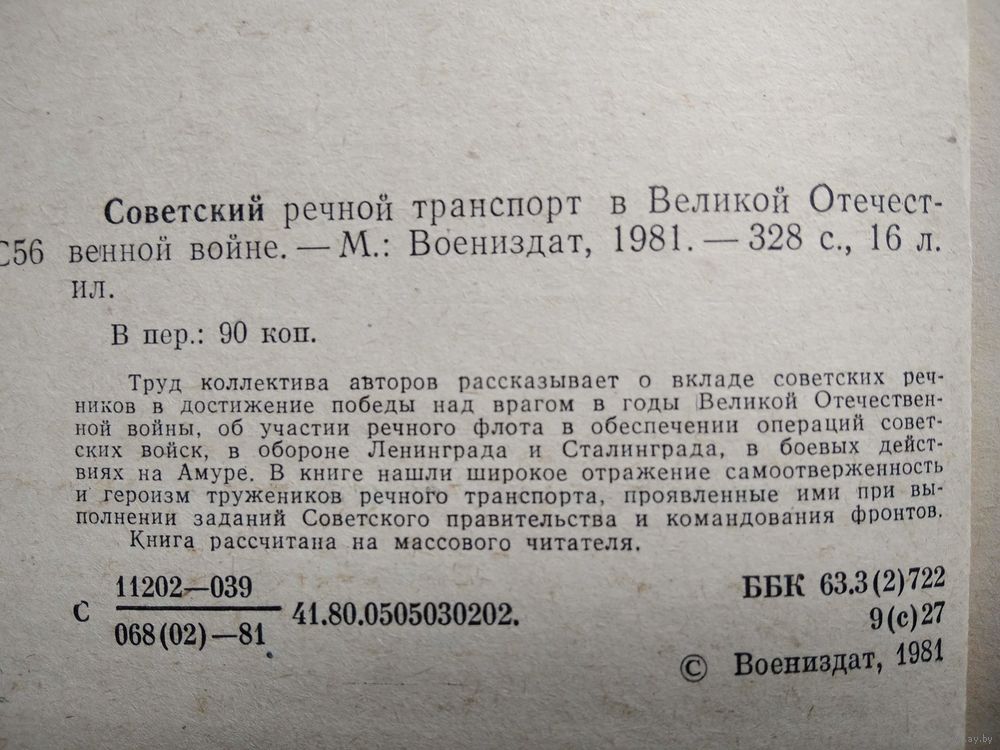 Советский речной транспорт в Великой Отечест-
С56 венной войне. — М.: Воениздат, 1981. — 328 с., 16 л.
ил.
В пер.: 90 коп.
Труд коллектива авторов рассказывает о вкладе советских реч-
ников в достижение победы над врагом в годы Великой Отечествен-
ной войны, об участии речного флота в обеспечении операций совет-
ских войск, в обороне Ленинграда и Сталинграда, в боевых дейст-
виях на Амуре. В книге нашли широкое отражение самоотверженность
и героизм тружеников речного транспорта, проявленные ими при вы-
полнении заданий Советского правительства и командования фронтов.
Книга рассчитана на массового читателя.
С 11202—039
068(02)—81 41.80.0505030202.
ББК 63.3(2)722
9(с)27
© Воениздат, 1981